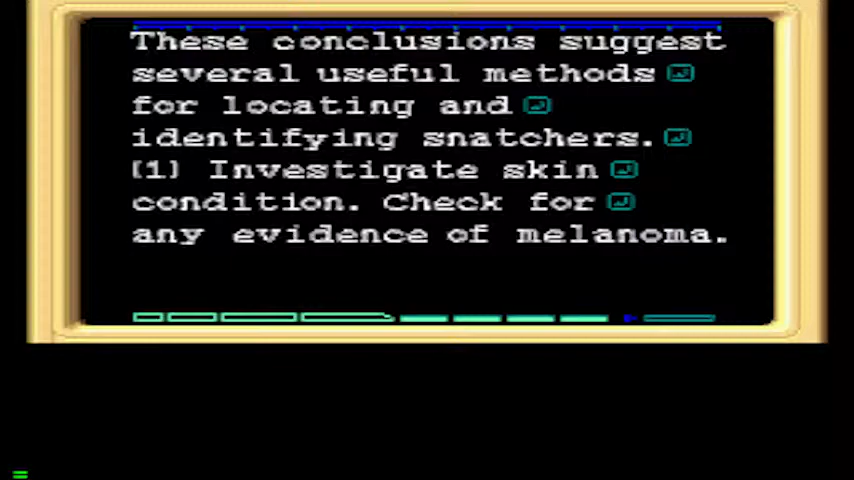 These conclusions suggest
several useful methods
for locating and
identifying snatchers.
(1) Investigate skin
condition. Check for
any evidence of melanoma.